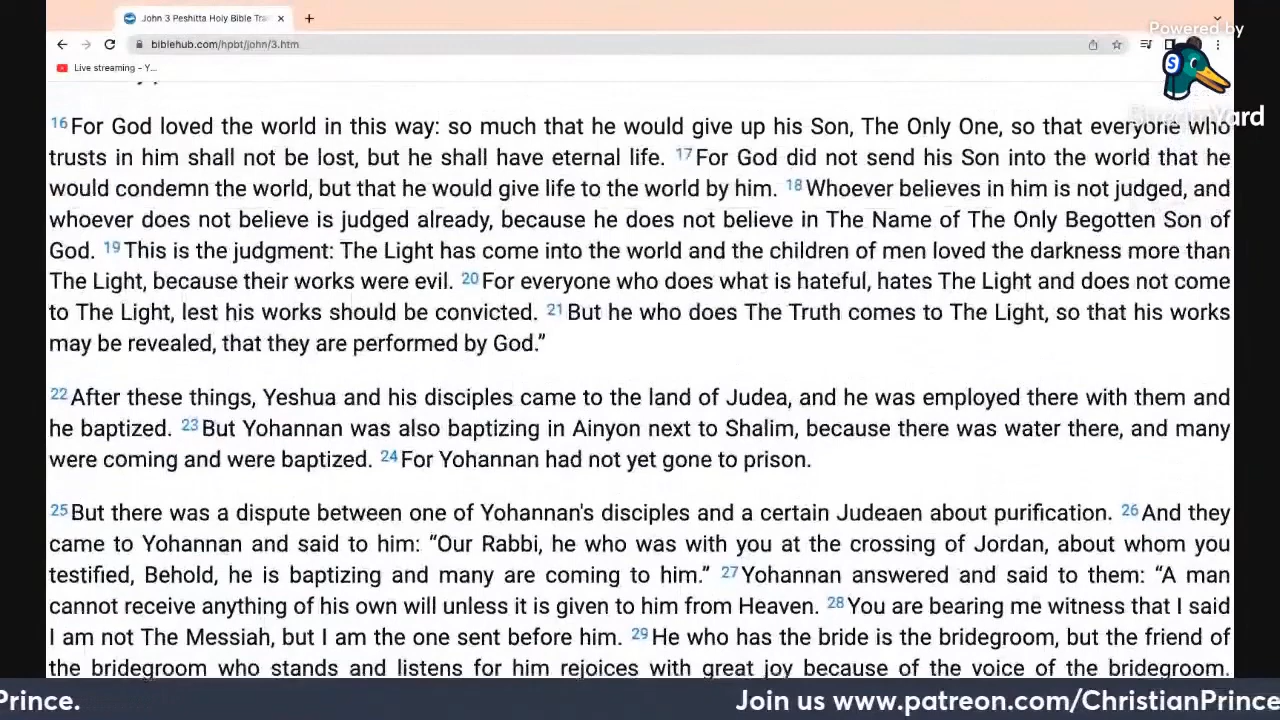 John 3 Peshitta Holy Bible Tra
biblehub.com/hpbt/john/3.htm
Powered by
Live streaming – Y...
S
StreamYard
16 For God loved the world in this way: so much that he would give up his Son, The Only One, so that everyone who
trusts in him shall not be lost, but he shall have eternal life. 17 For God did not send his Son into the world that he
would condemn the world, but that he would give life to the world by him. 18 Whoever believes in him is not judged, and
whoever does not believe is judged already, because he does not believe in The Name of The Only Begotten Son of
God. 19 This is the judgment: The Light has come into the world and the children of men loved the darkness more than
The Light, because their works were evil. 20 For everyone who does what is hateful, hates The Light and does not come
to The Light, lest his works should be convicted. 21 But he who does The Truth comes to The Light, so that his works
may be revealed, that they are performed by God.”
22 After these things, Yeshua and his disciples came to the land of Judea, and he was employed there with them and
he baptized. 23 But Yohannan was also baptizing in Ainyon next to Shalim, because there was water there, and many
were coming and were baptized. 24 For Yohannan had not yet gone to prison.
25 But there was a dispute between one of Yohannan's disciples and a certain Judeaen about purification. 26 And they
came to Yohannan and said to him: “Our Rabbi, he who was with you at the crossing of Jordan, about whom you
testified, Behold, he is baptizing and many are coming to him.” 27 Yohannan answered and said to them: “A man
cannot receive anything of his own will unless it is given to him from Heaven. 28 You are bearing me witness that I said
I am not The Messiah, but I am the one sent before him. 29 He who has the bride is the bridegroom, but the friend of
the bridegroom who stands and listens for him rejoices with great joy because of the voice of the bridegroom.
Prince. Join us www.patreon.com/ChristianPrince